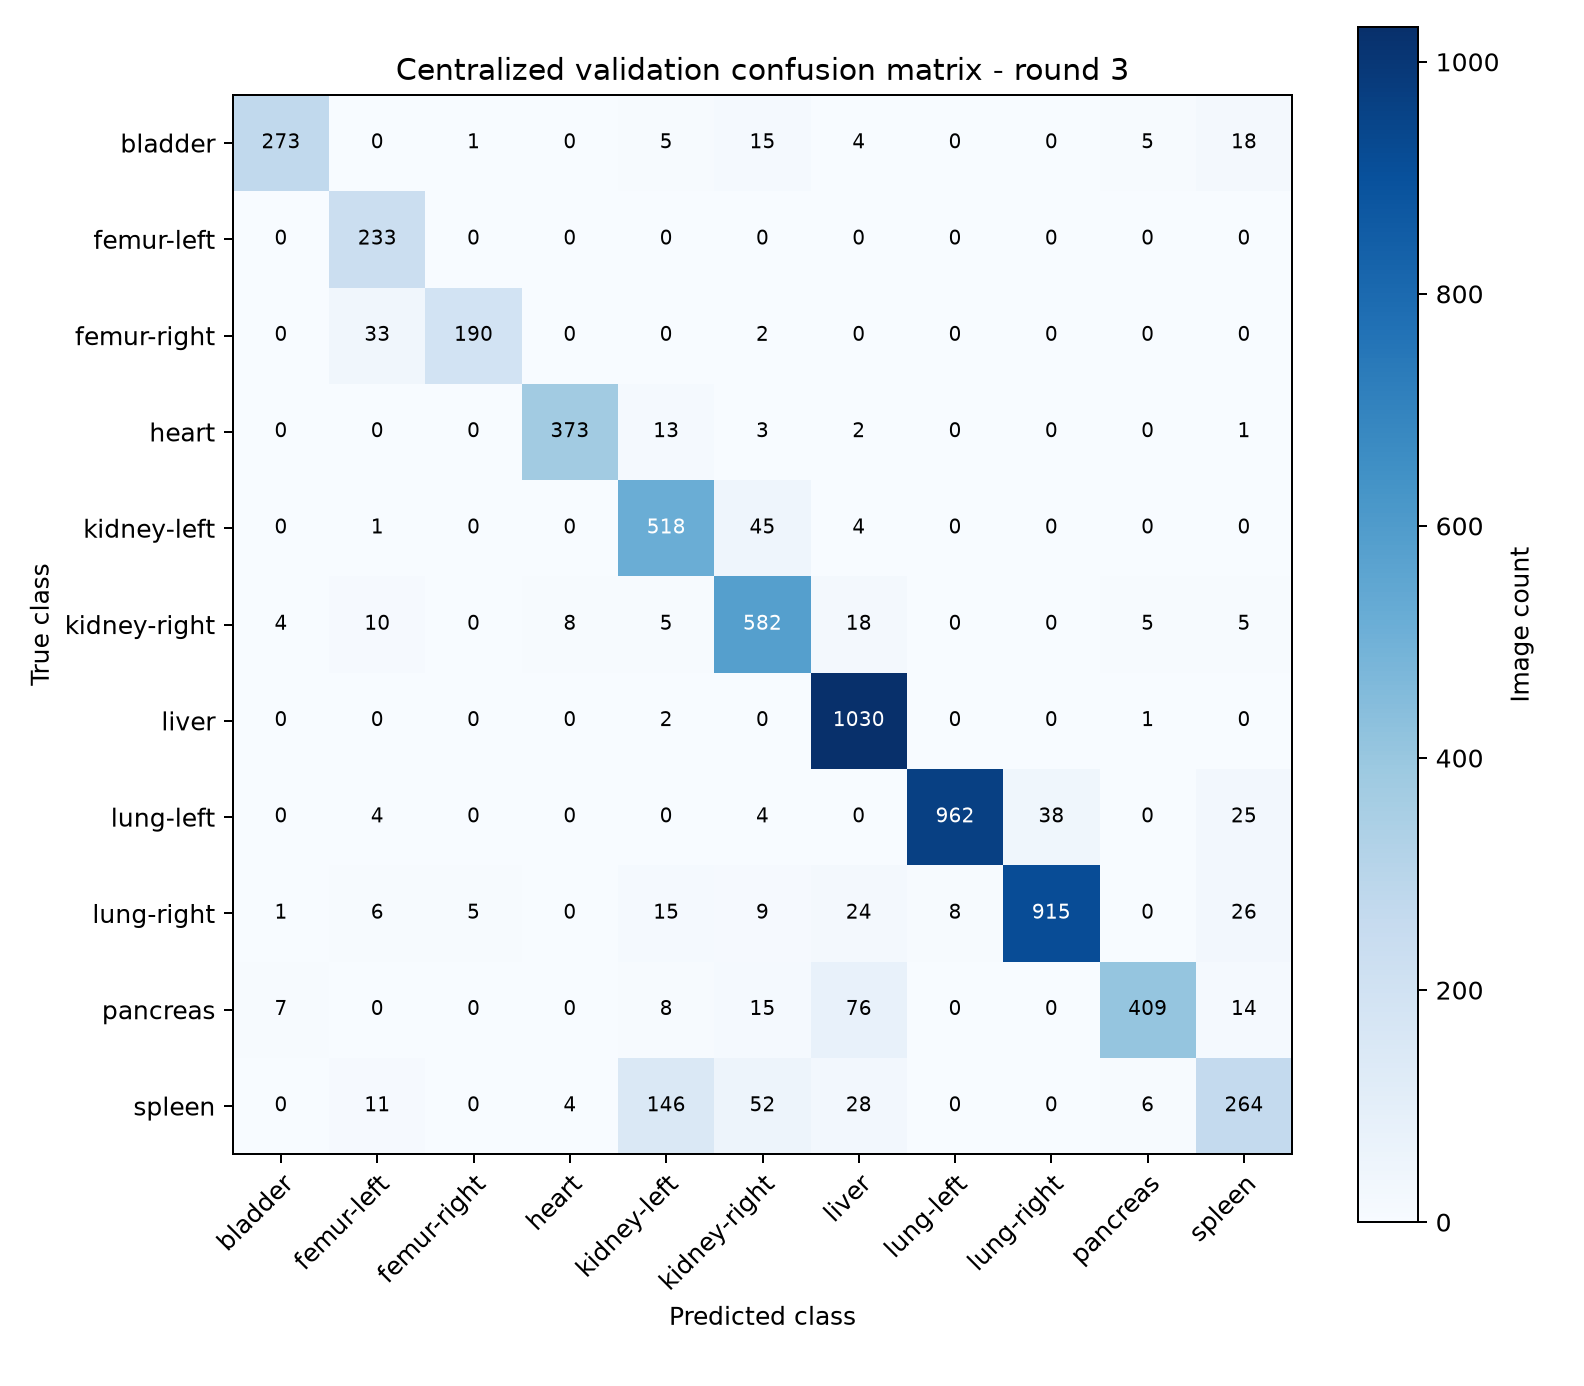 Centralized validation confusion matrix - round 3
bladder 273 0 1 0 5 15 4 0 0 5 18
femur-left 0 233 0 0 0 0 0 0 0 0 0
femur-right 0 33 190 0 0 2 0 0 0 0 0
heart 0 0 0 373 13 3 2 0 0 0 1
kidney-left 0 1 0 0 518 45 4 0 0 0 0
kidney-right 4 10 0 8 5 582 18 0 0 5 5
liver 0 0 0 0 2 0 1030 0 0 1 0
lung-left 0 4 0 0 0 4 0 962 38 0 25
lung-right 1 6 5 0 15 9 24 8 915 0 26
pancreas 7 0 0 0 8 15 76 0 0 409 14
spleen 0 11 0 4 146 52 28 0 0 6 264
True class
bladder femur-left femur-right heart kidney-left kidney-right liver lung-left lung-right pancreas spleen
Predicted class
1000
800
600
400
200
0
Image count